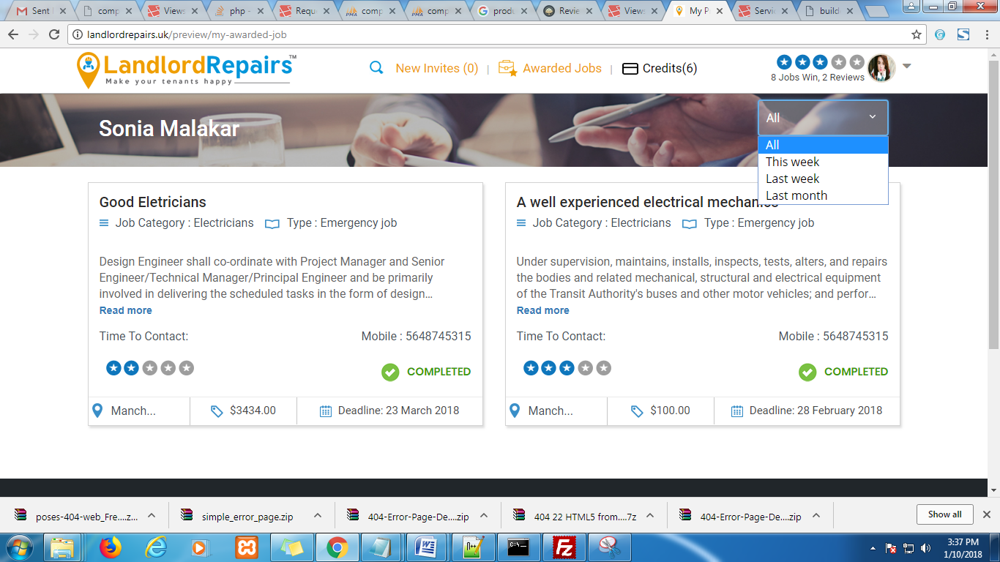 Sent
comp
Views
php -
Requ
comp
comp
produ
Revie
Views
My P
Servi
build
landlordrepairs.uk/preview/my-awarded-job
LandlordRepairs™
Make your tenants happy
New Invites (0) | Awarded Jobs | Credits(6)
8 Jobs Win, 2 Reviews
Sonia Malakar
All
All
This week
Last week
Last month
Good Eletricians
Job Category : Electricians Type : Emergency job
Design Engineer shall co-ordinate with Project Manager and Senior
Engineer/Technical Manager/Principal Engineer and be primarily
involved in delivering the scheduled tasks in the form of design...
Read more
Time To Contact: Mobile : 5648745315
COMPLETED
Manch... $3434.00 Deadline: 23 March 2018
A well experienced electrical mechanics
Job Category : Electricians Type : Emergency job
Under supervision, maintains, installs, inspects, tests, alters, and repairs
the bodies and related mechanical, structural and electrical equipment
of the Transit Authority's buses and other motor vehicles; and perfor...
Read more
Time To Contact: Mobile : 5648745315
COMPLETED
Manch... $100.00 Deadline: 28 February 2018
poses-404-web_Fre....z...
simple_error_page.zip
404-Error-Page-De....zip
404 22 HTML5 from....7z
404-Error-Page-De....zip
Show all
3:37 PM
1/10/2018